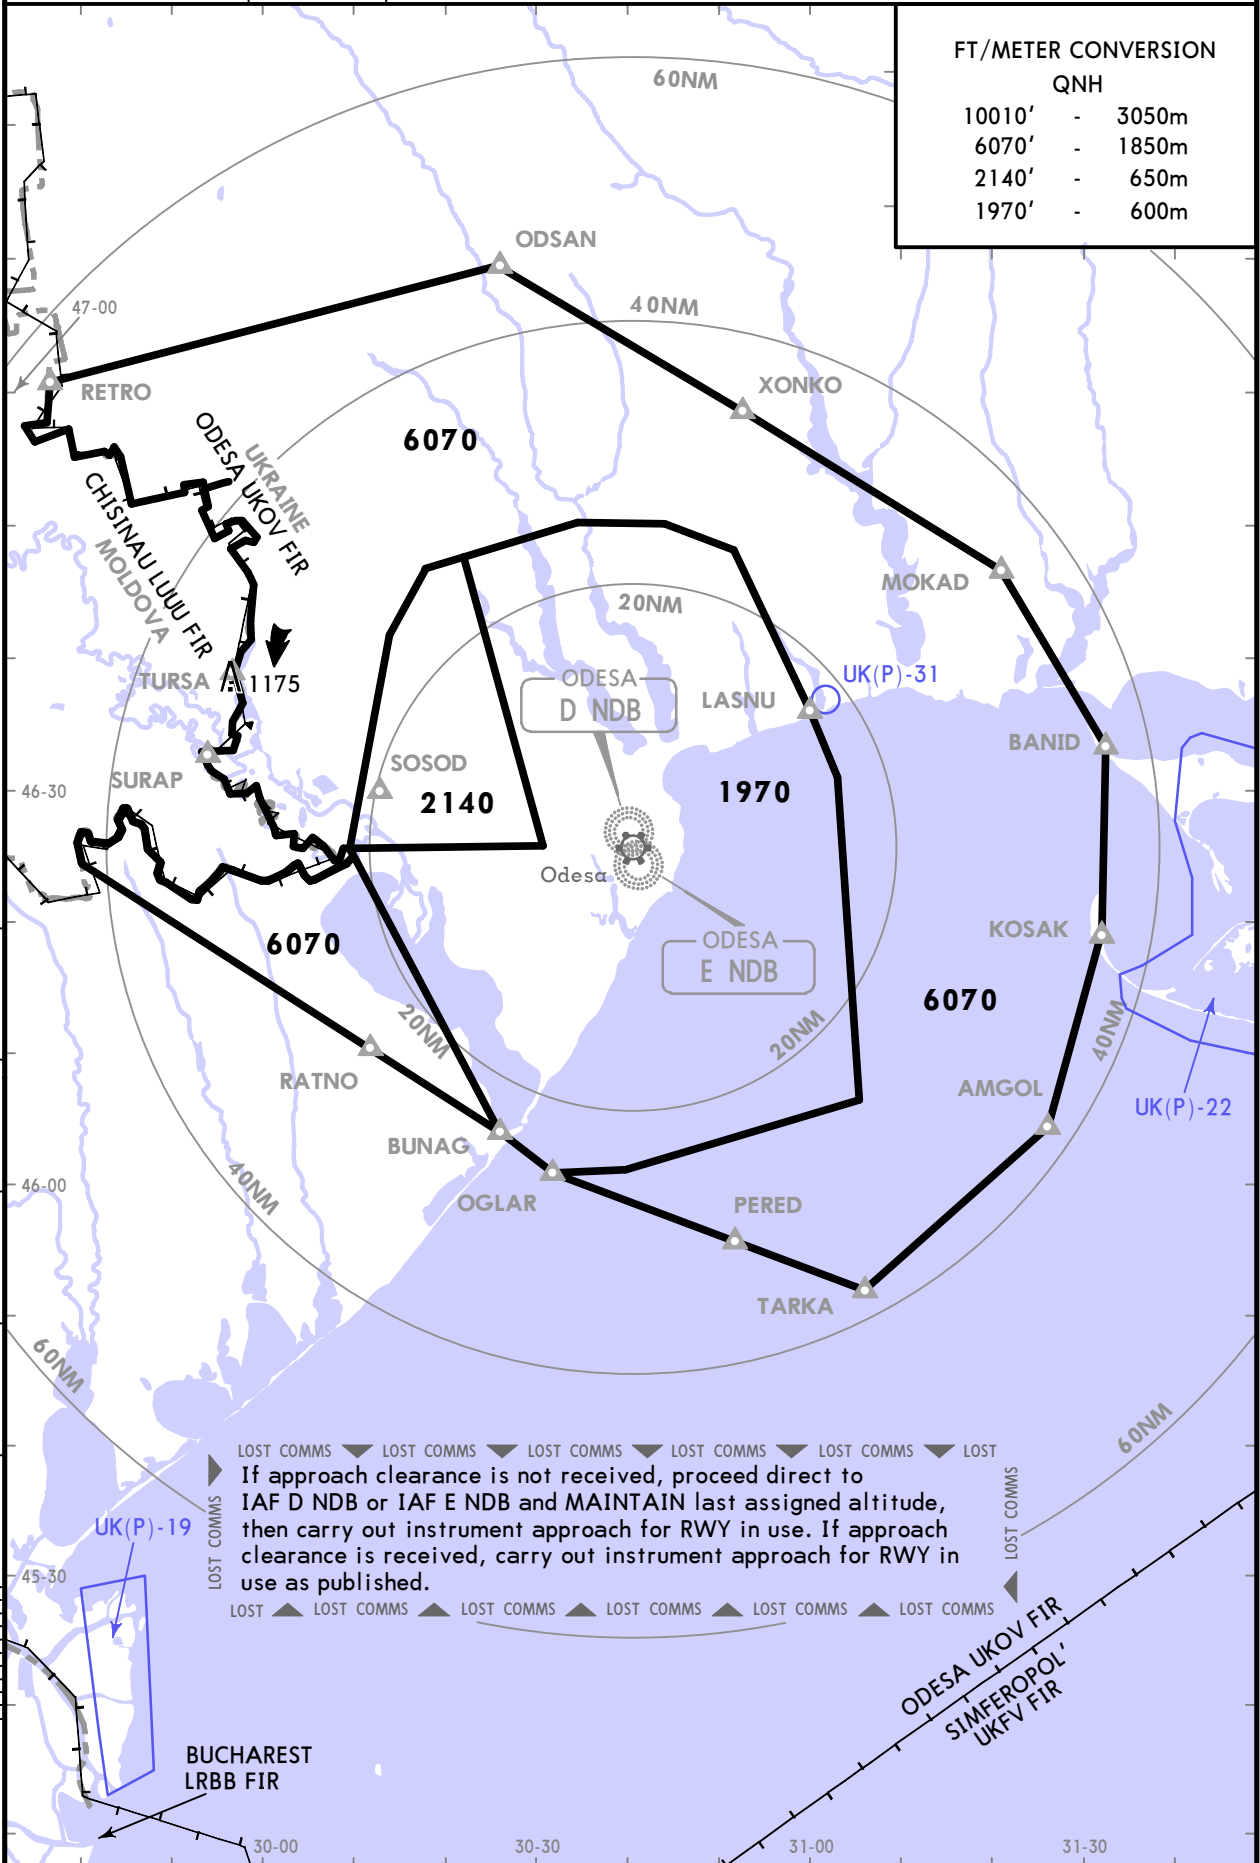 FT/METER CONVERSION
QNH
10010' - 3050m
6070' - 1850m
2140' - 650m
1970' - 600m
60NM
ODSAN
47-00
40NM
RETRO
XONKO
6070
ODESA UKOV FIR
UKRAINE
CHISINAU LUUU FIR
MOLDOVA
MOKAD
20NM
TURSA
1175
ODESA
D NDB
LASNU
UK(P)-31
BANID
SURAP
SOSOD
46-30
2140
1970
Odesa
KOSAK
6070
ODESA
E NDB
6070
20NM
20NM
40NM
RATNO
AMGOL
UK(P)-22
BUNAG
40NM
46-00
OGLAR
PERED
TARKA
60NM
60NM
LOST COMMS LOST COMMS LOST COMMS LOST COMMS LOST COMMS LOST
LOST COMMS
LOST COMMS
If approach clearance is not received, proceed direct to
IAF D NDB or IAF E NDB and MAINTAIN last assigned altitude,
then carry out instrument approach for RWY in use. If approach
clearance is received, carry out instrument approach for RWY in
use as published.
LOST LOST COMMS LOST COMMS LOST COMMS LOST COMMS LOST COMMS
UK(P)-19
45-30
ODESA UKOV FIR
SIMFEROPOL'
UKFV FIR
BUCHAREST
LRBB FIR
30-00
30-30
31-00
31-30